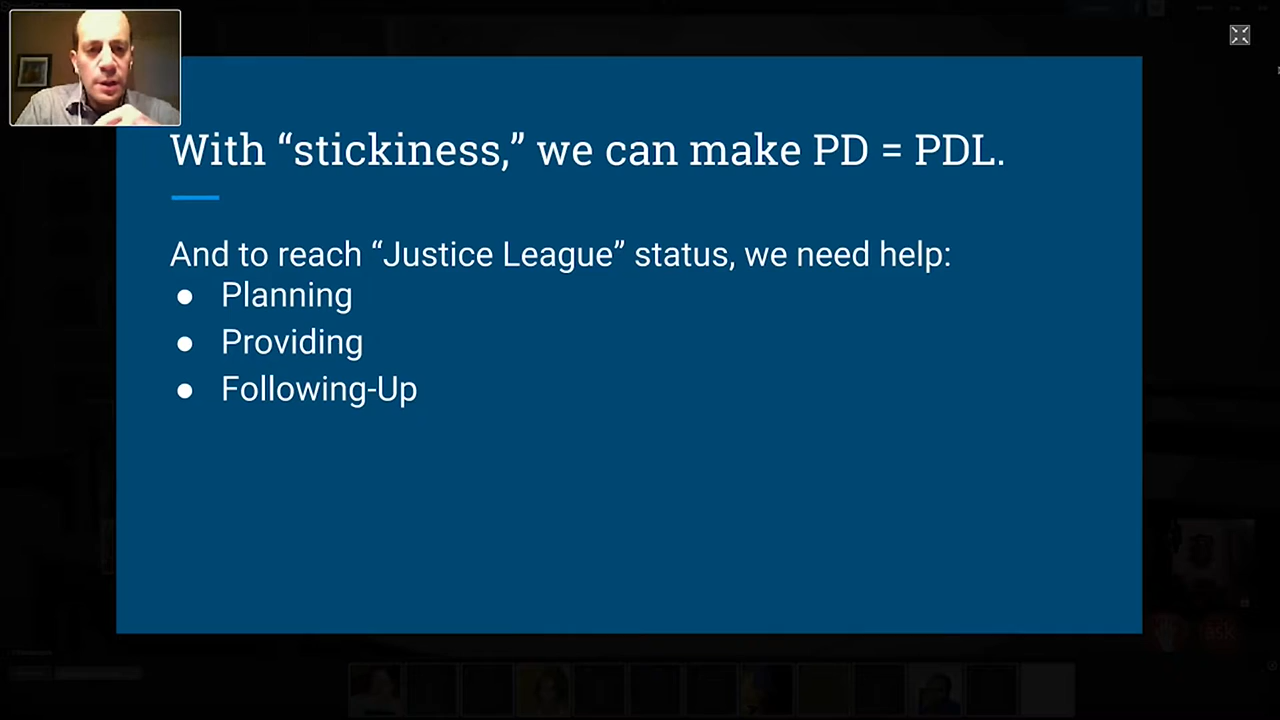 With “stickiness,” we can make PD = PDL.
And to reach “Justice League” status, we need help:
● Planning
● Providing
● Following-Up
ask